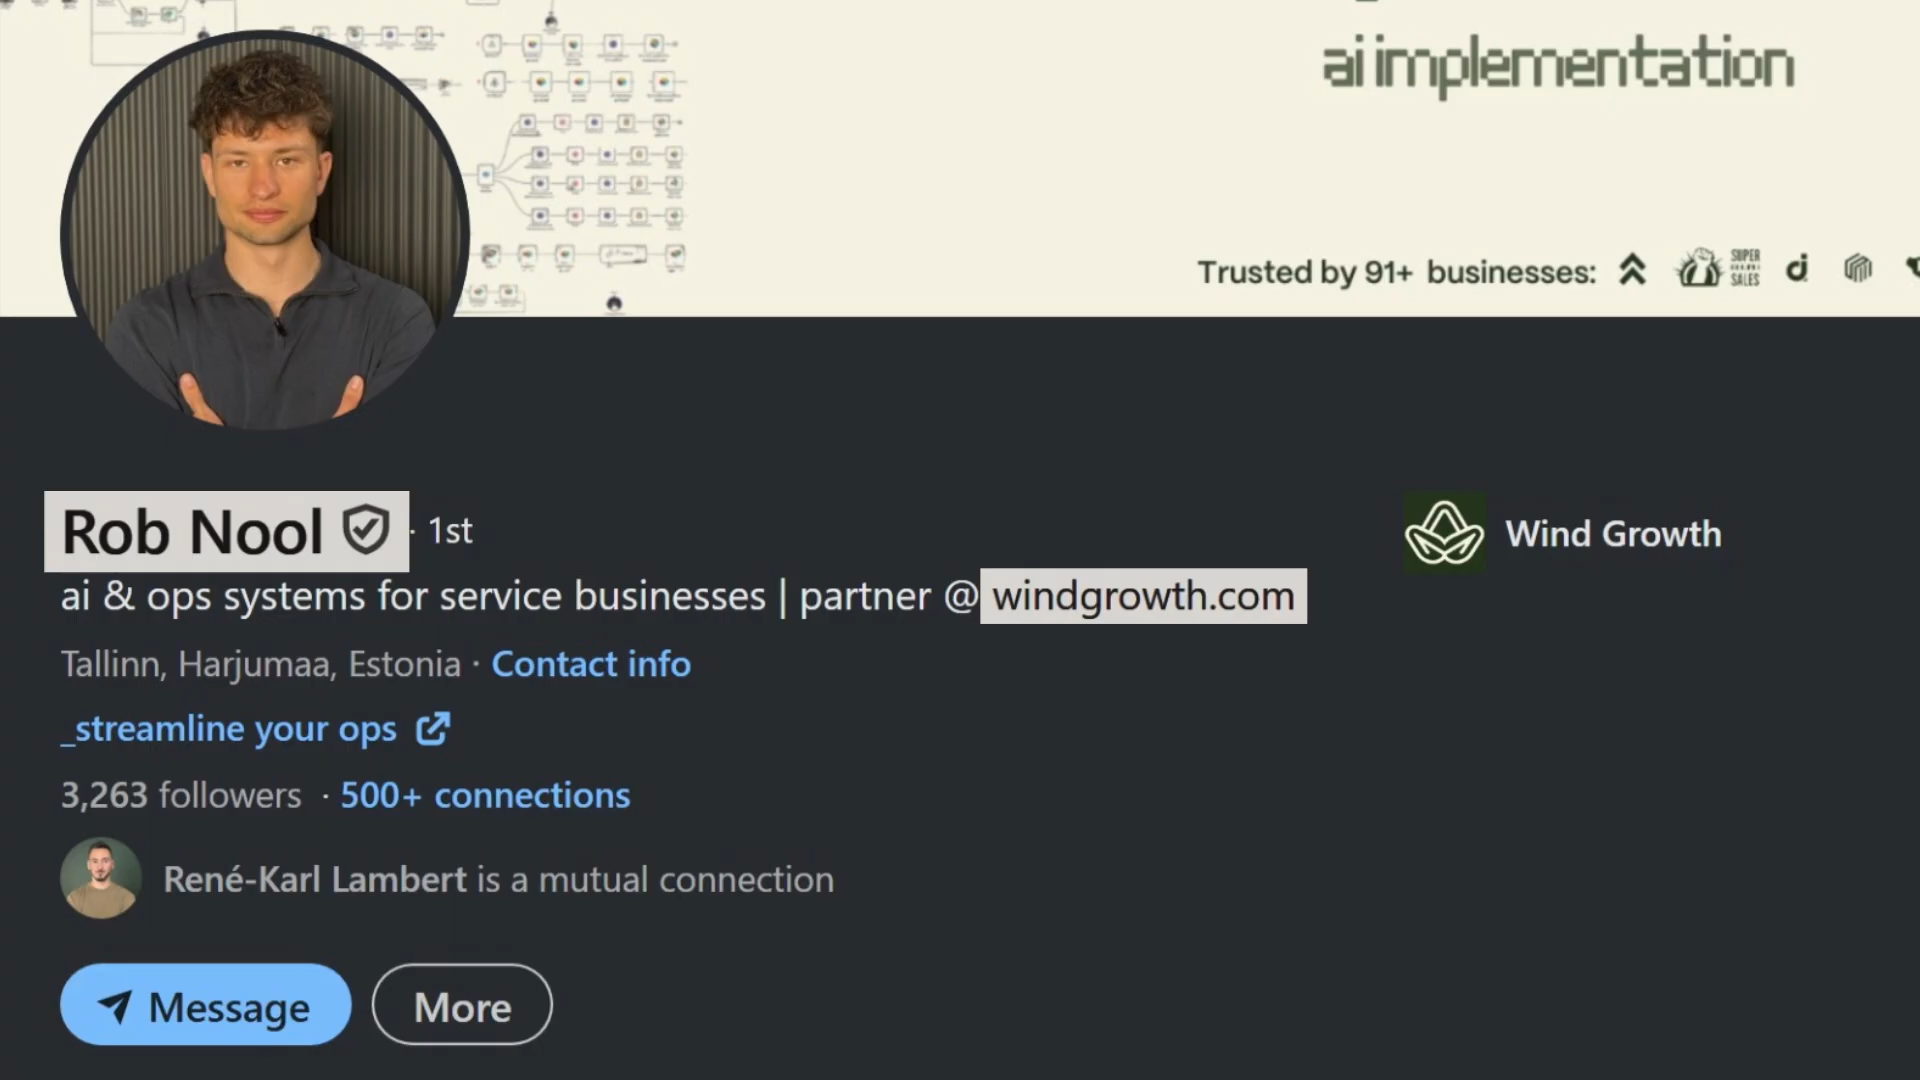 ai implementation
Trusted by 91+ businesses:
SUPER
SALES
Rob Nool · 1st
Wind Growth
ai & ops systems for service businesses | partner @ windgrowth.com
Tallinn, Harjumaa, Estonia · Contact info
_streamline your ops
3,263 followers · 500+ connections
René-Karl Lambert is a mutual connection
Message
More